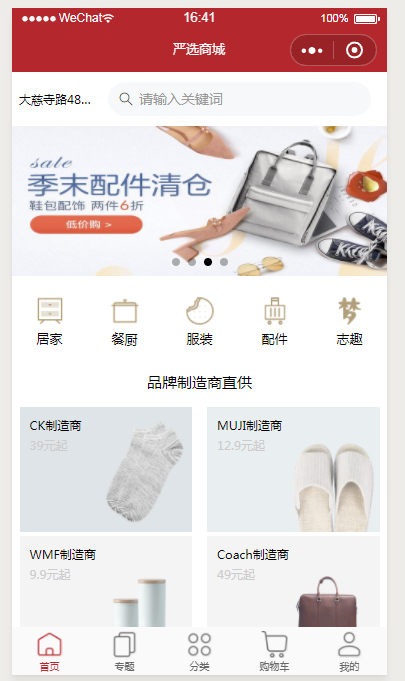 WeChat 16:41 100%
严选商城
大慈寺路48... 请输入关键词
sale
季末配件清仓
鞋包配饰 两件6折
低价购 >
居家 餐厨 服装 配件 志趣
品牌制造商直供
CK制造商 MUJI制造商
39元起 12.9元起
WMF制造商 Coach制造商
9.9元起 49元起
首页 专题 分类 购物车 我的